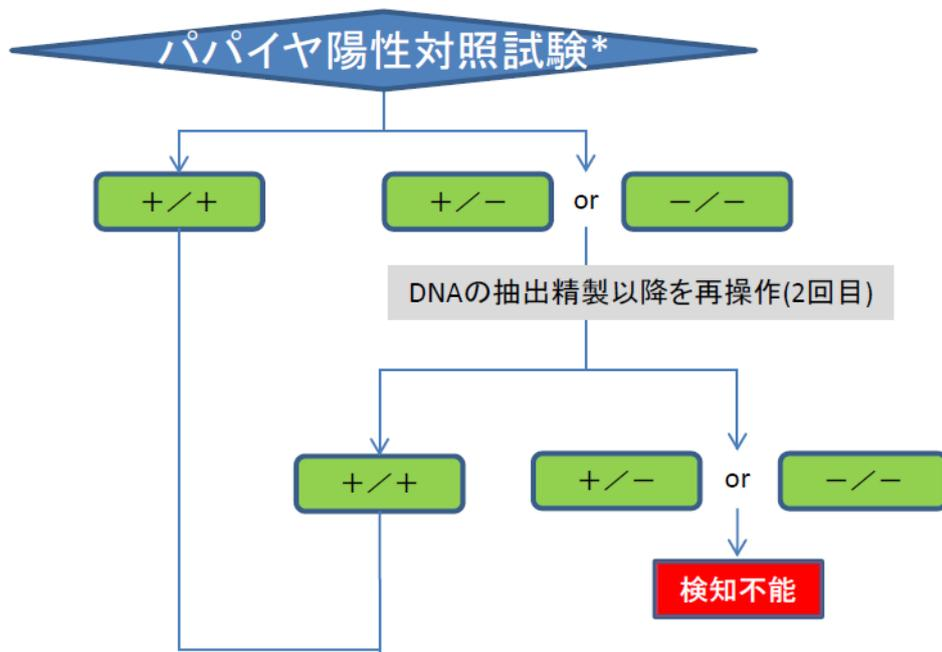 パパイヤ陽性対照試験*
+/+
+/- or -/-
DNAの抽出精製以降を再操作(2回目)
+/+
+/- or -/-
検知不能